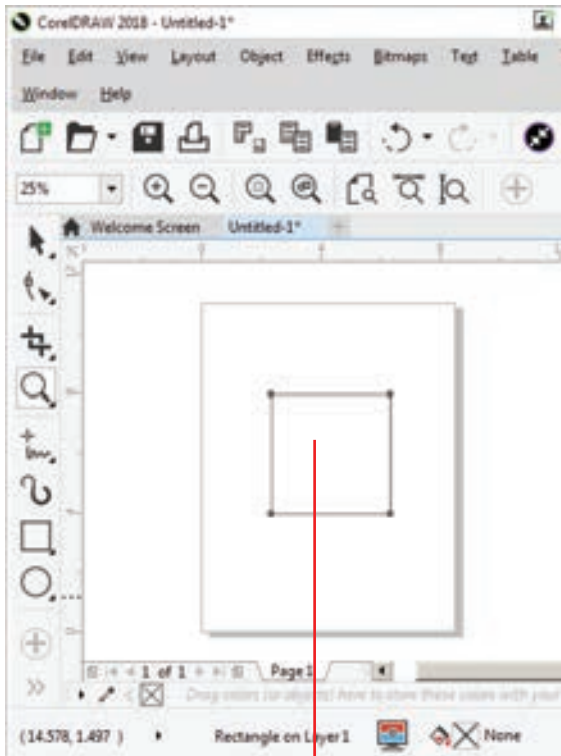 CorelDRAW 2018 - Untitled-1*
File Edit View Layout Object Effects Bitmaps Text Table
Window Help
25%
Welcome Screen Untitled-1*
1 of 1 Page 1
Drag colors (or objects) here to store these colors with your
(14.578, 1.497 ) Rectangle on Layer 1 None